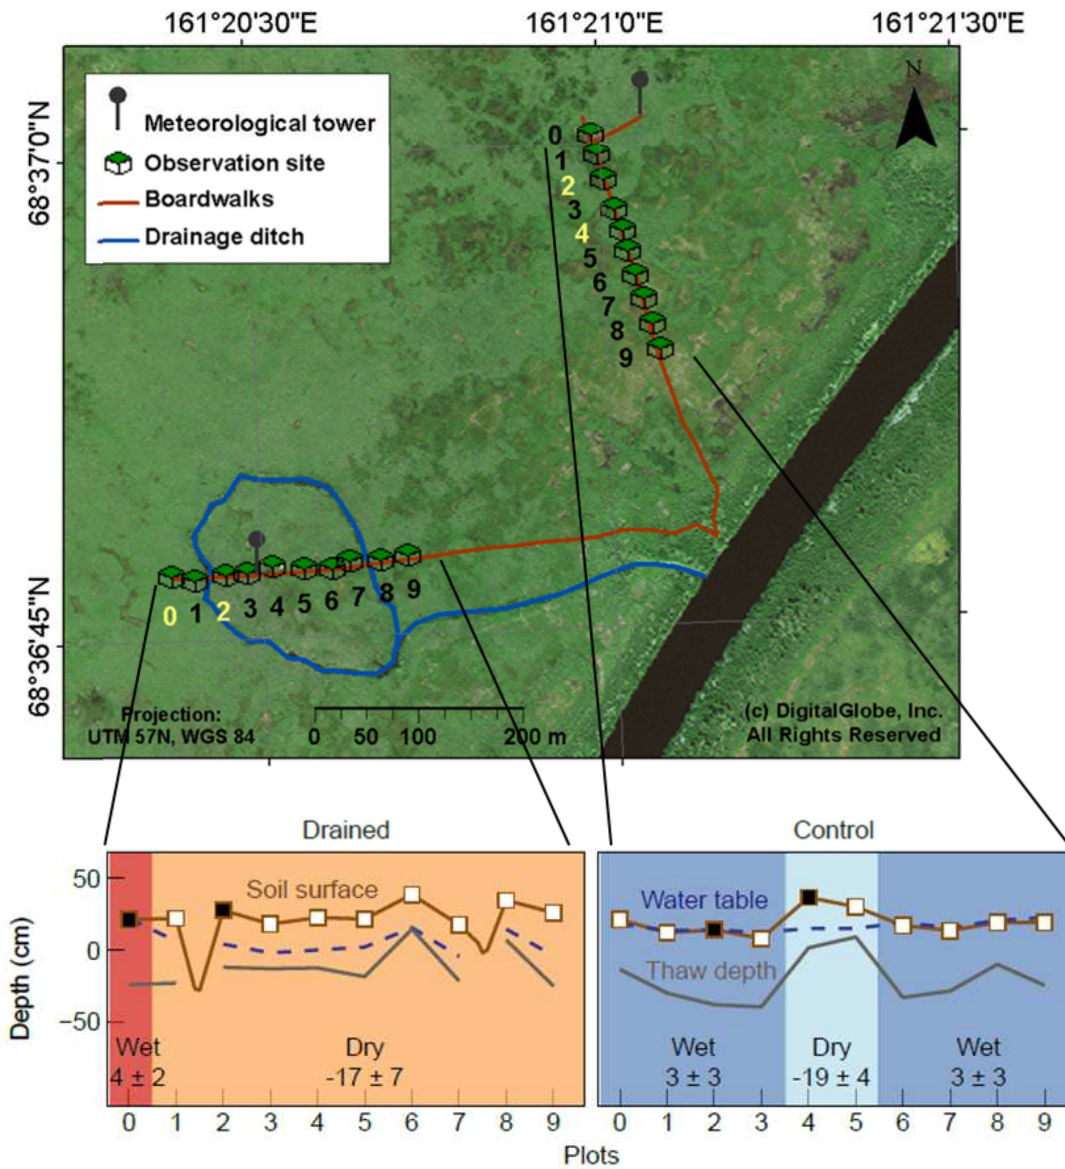 161°20'30"E 161°21'0"E 161°21'30"E
68°37'0"N
68°36'45"N
Meteorological tower
Observation site
Boardwalks
Drainage ditch
N
0
1
2
3
4
5
6
7
8
9
0 1 2 3 4 5 6 7 8 9
Projection:
UTM 57N, WGS 84
0 50 100 200 m
(c) DigitalGlobe, Inc.
All Rights Reserved
Drained
Control
Depth (cm)
50
0
−50
Soil surface
Water table
Thaw depth
Wet
4 ± 2
Dry
-17 ± 7
Wet
3 ± 3
Dry
-19 ± 4
Wet
3 ± 3
0 1 2 3 4 5 6 7 8 9
0 1 2 3 4 5 6 7 8 9
Plots